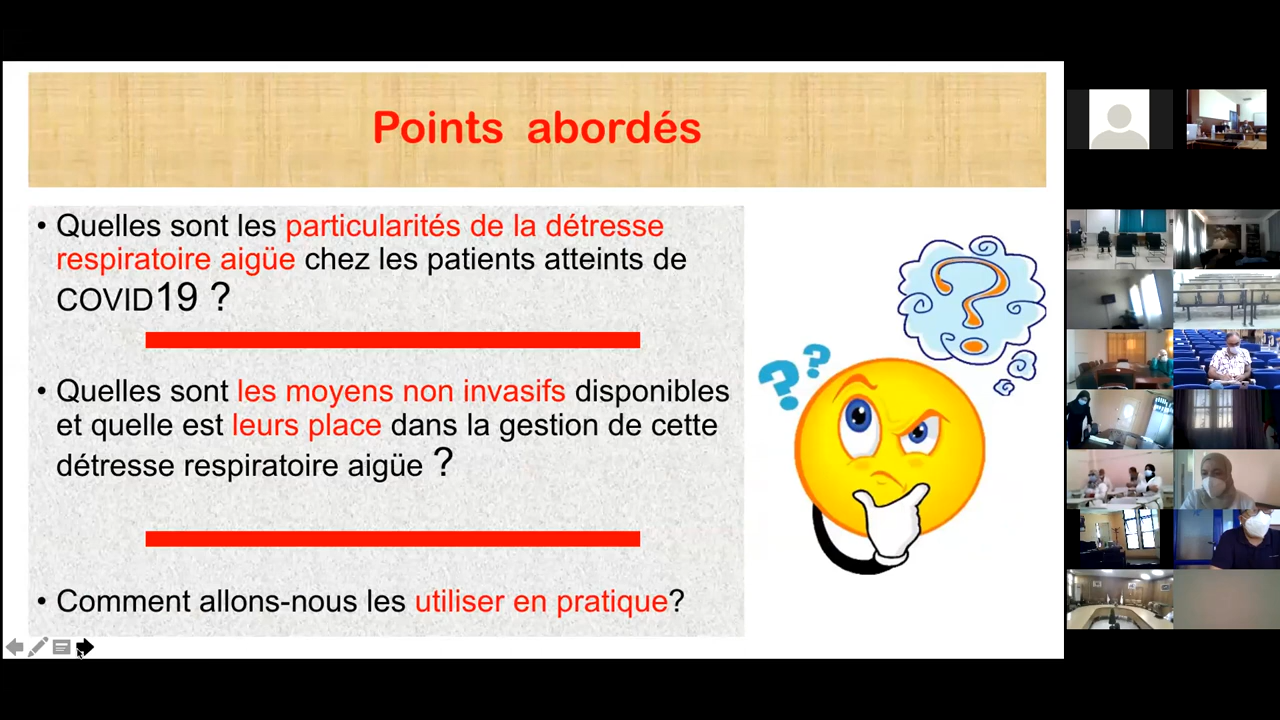 Points abordés
• Quelles sont les particularités de la détresse
respiratoire aigüe chez les patients atteints de
COVID19 ?
• Quelles sont les moyens non invasifs disponibles
et quelle est leurs place dans la gestion de cette
détresse respiratoire aigüe ?
• Comment allons-nous les utiliser en pratique?